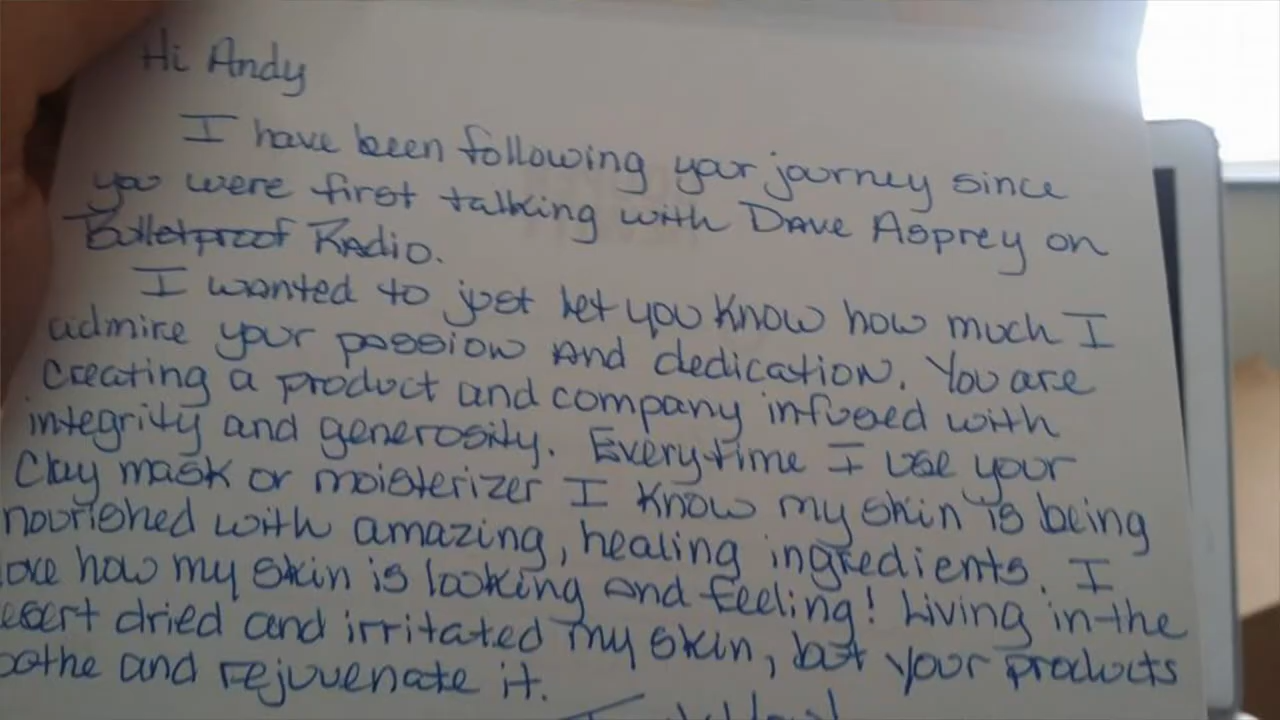 Hi Andy
I have been following your journey since
you were first talking with Dave Asprey on
Bulletproof Radio.
I wanted to just let you know how much I
admire your passion and dedication. You are
creating a product and company infused with
integrity and generosity. Everytime I use your
Clay mask or moisterizer I know my skin is being
nourished with amazing, healing ingredients. I
ove how my skin is looking and feeling! Living in the
esert dried and irritated my skin, but your products
oothe and rejuvenate it.